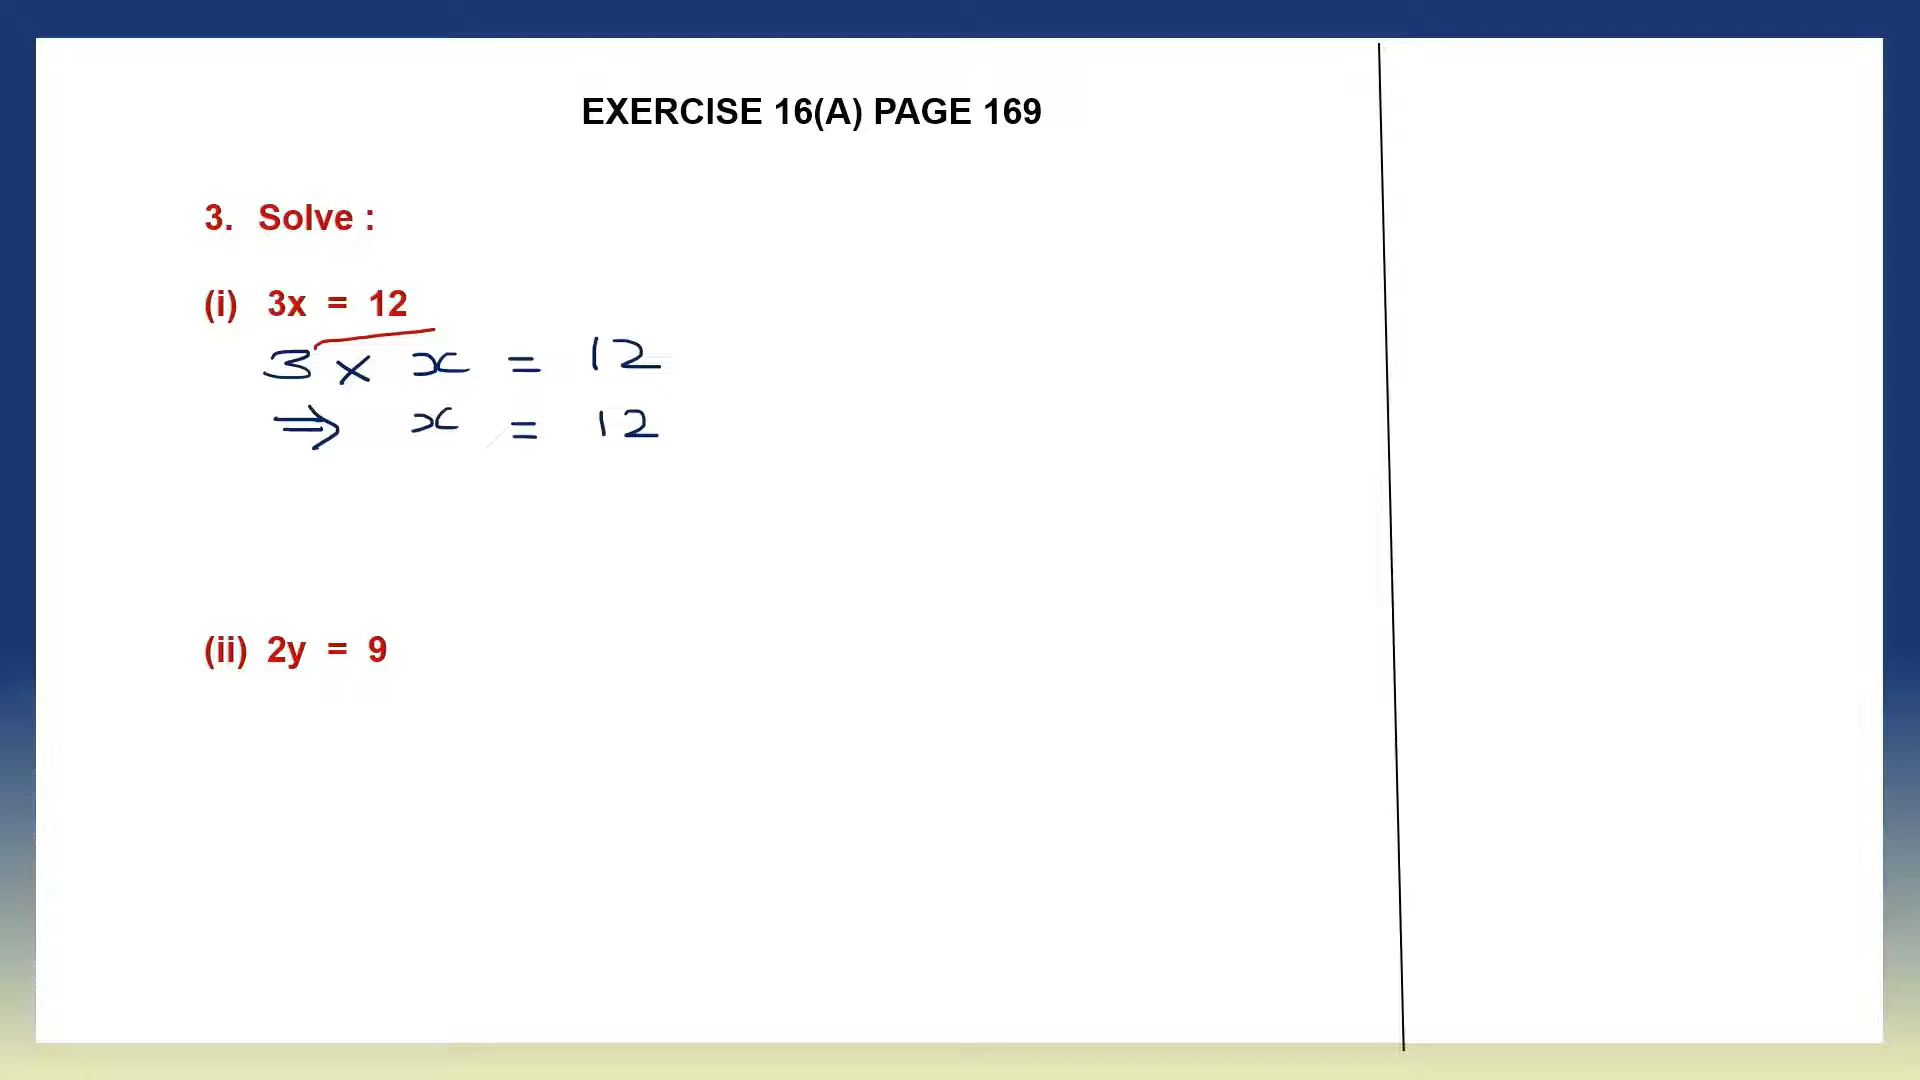 EXERCISE 16(A) PAGE 169
3. Solve :
(i) 3x = 12
3 × x = 12
⇒ x = 12
(ii) 2y = 9